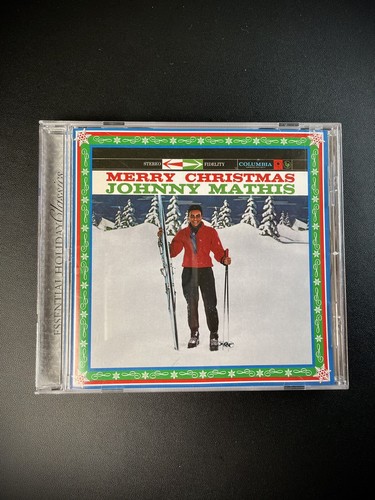 STEREO FIDELITY COLUMBIA
MERRY CHRISTMAS
JOHNNY MATHIS
ESSENTIAL HOLIDAY Classics